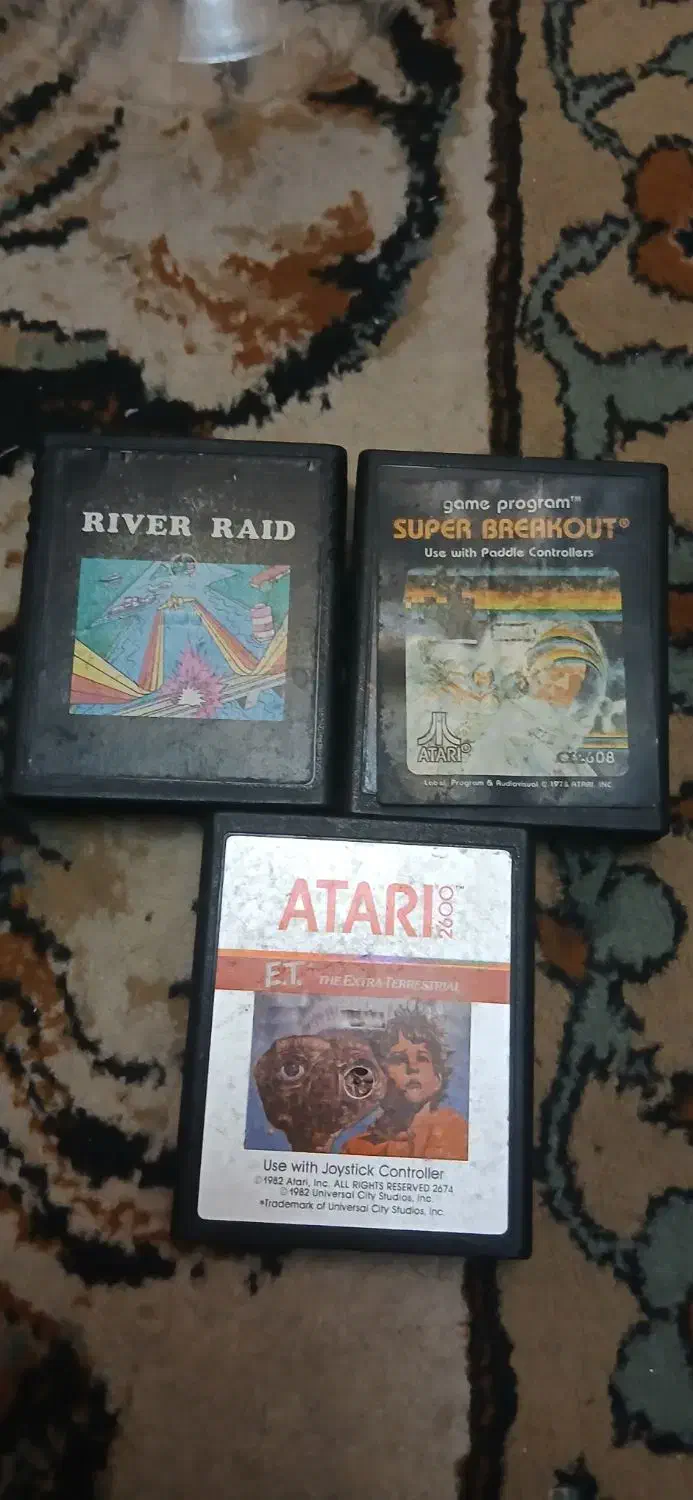 RIVER RAID
game program™
SUPER BREAKOUT®
Use with Paddle Controllers
ATARI®
CX2608
Label, Program & Audiovisual © 1978 ATARI, INC.
ATARI 2600™
E.T. THE EXTRA-TERRESTRIAL
Use with Joystick Controller
©1982 Atari, Inc. ALL RIGHTS RESERVED 2674
©1982 Universal City Studios, Inc.
*Trademark of Universal City Studios, Inc.